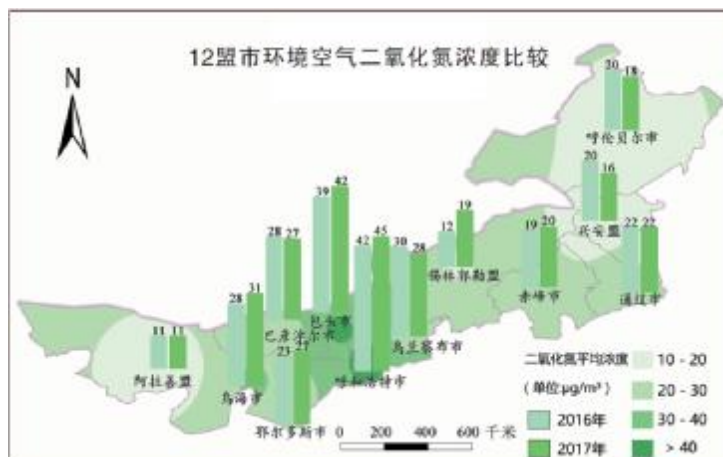 12盟市环境空气二氧化氮浓度比较
N
20 18
呼伦贝尔市
20 16
兴安盟
39 42
包头市
12 19
锡林郭勒盟
28 27
巴彦淖尔市
42 45
呼和浩特市
30 28
乌兰察布市
19 20
赤峰市
22 22
通辽市
28 31
乌海市
11 11
阿拉善盟
23 27
鄂尔多斯市
二氧化氮平均浓度
(单位:μg/m³)
2016年
2017年
10 - 20
20 - 30
30 - 40
> 40
0 200 400 600 千米